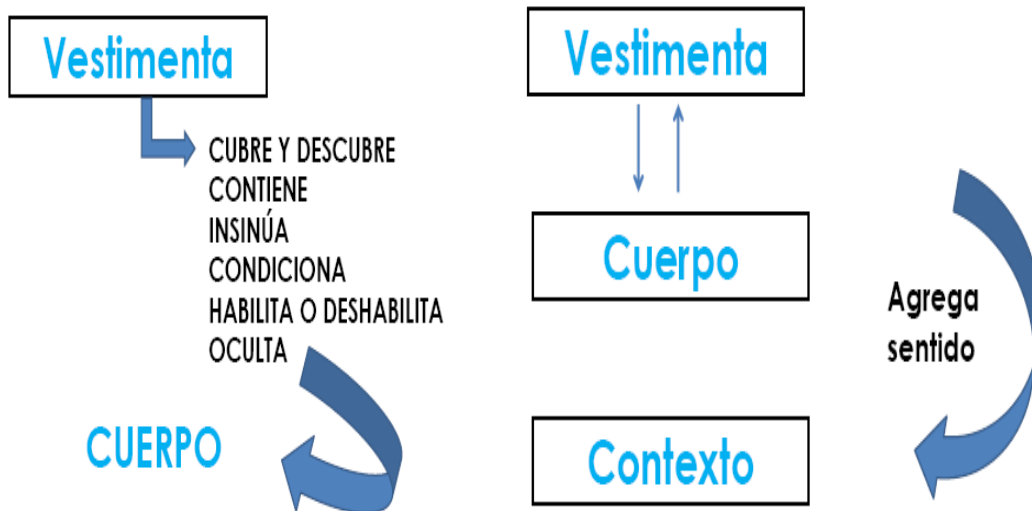 Vestimenta
CUBRE Y DESCUBRE
CONTIENE
INSINÚA
CONDICIONA
HABILITA O DESHABILITA
OCULTA
CUERPO
Vestimenta
Cuerpo
Agrega
sentido
Contexto